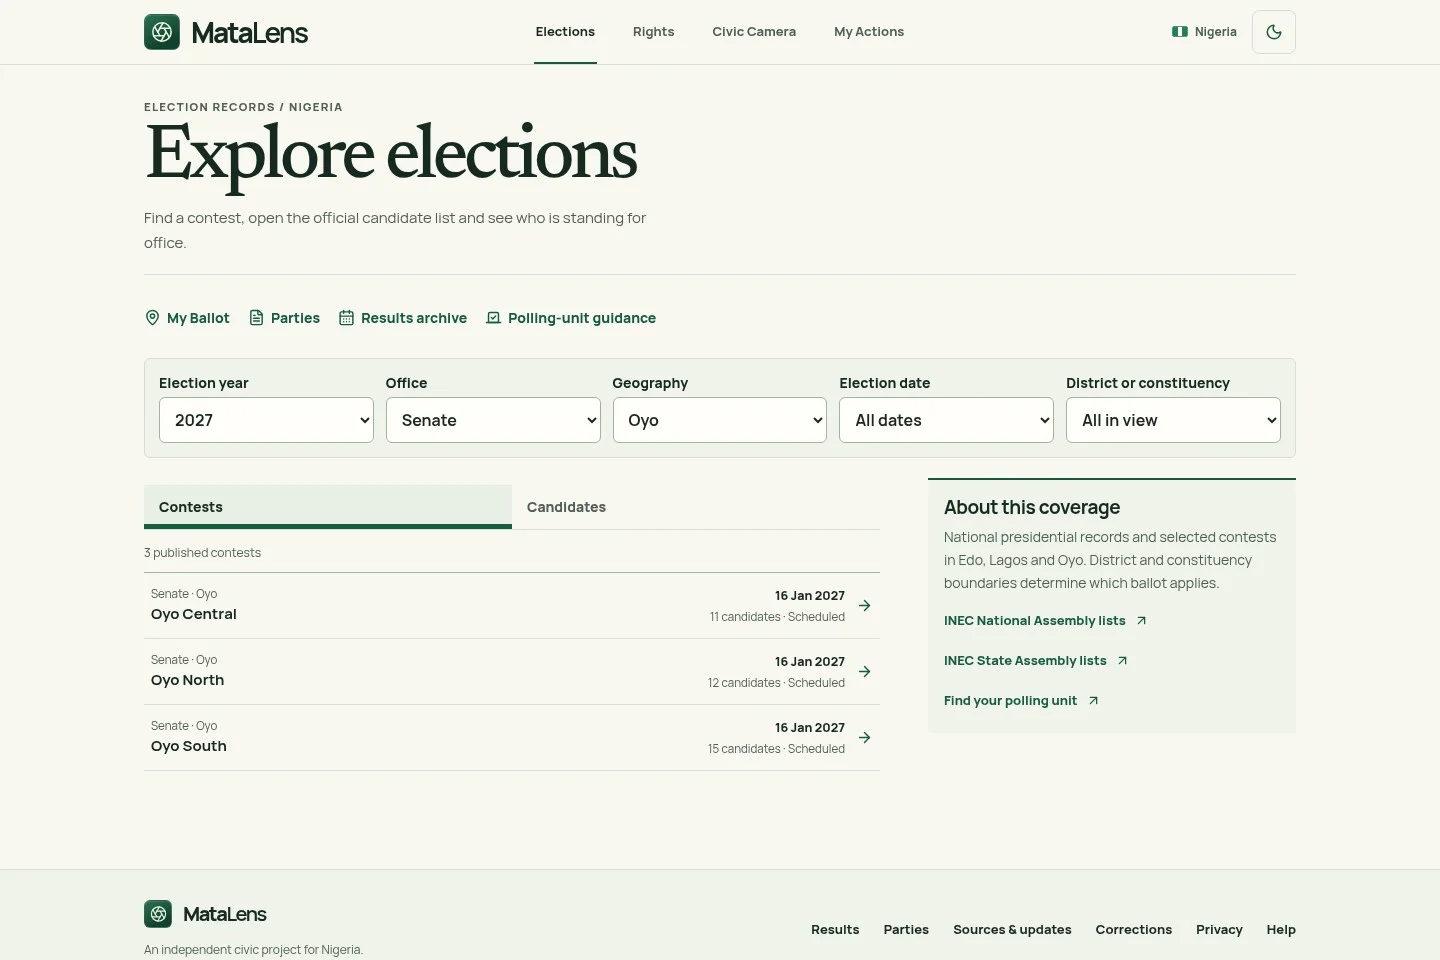 MataLens
Elections
Rights
Civic Camera
My Actions
Nigeria
ELECTION RECORDS / NIGERIA
Explore elections
Find a contest, open the official candidate list and see who is standing for
office.
My Ballot
Parties
Results archive
Polling-unit guidance
Election year
Office
Geography
Election date
District or constituency
2027
Senate
Oyo
All dates
All in view
Contests
Candidates
3 published contests
Senate · Oyo
Oyo Central
16 Jan 2027
11 candidates · Scheduled
Senate · Oyo
Oyo North
16 Jan 2027
12 candidates · Scheduled
Senate · Oyo
Oyo South
16 Jan 2027
15 candidates · Scheduled
About this coverage
National presidential records and selected contests
in Edo, Lagos and Oyo. District and constituency
boundaries determine which ballot applies.
INEC National Assembly lists
INEC State Assembly lists
Find your polling unit
MataLens
An independent civic project for Nigeria.
Results
Parties
Sources & updates
Corrections
Privacy
Help